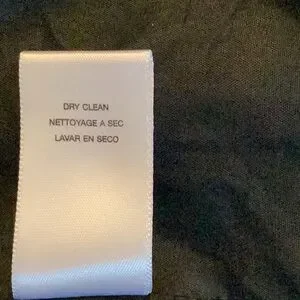 DRY CLEAN
NETTOYAGE A SEC
LAVAR EN SECO